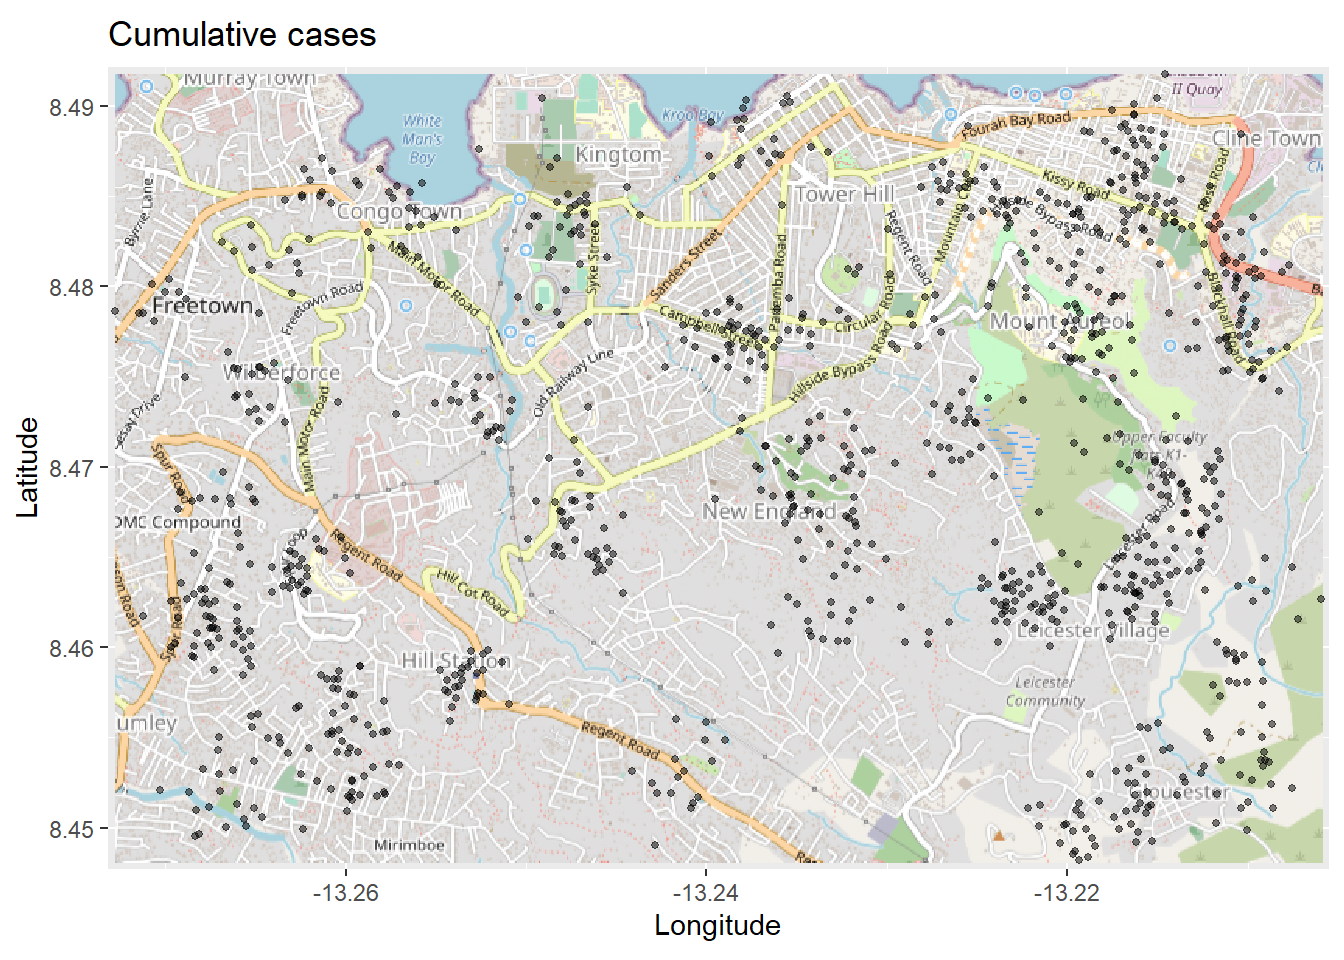 Cumulative cases
Murray Town
II Quay
White
Man's
Bay
Kroo Bay
Fourah Bay Road
Cline Town
Kingtom
Byrne Lane
Congo Town
Tower Hill
Kissy Road
Ross Road
Hillside Bypass Road
Mountain Cut
Regent Road
Main Motor Road
Syke Street
Sanders Street
Pademba Road
Freetown
Freetown Road
Campbell Street
Circular Road
Mount Aureol
Blackhall Road
Wilberforce
Old Railway Line
Hillside Bypass Road
Main Motor Road
Upper Faculty
Spur Road
OMC Compound
New England
Leicester Road
Loop
Regent Road
Hill Cot Road
Spur Road
Leicester Village
Hill Station
Leicester
Community
umley
Regent Road
Gloucester
Mirimboe
8.49
8.48
8.47
8.46
8.45
-13.26
-13.24
-13.22
Latitude
Longitude